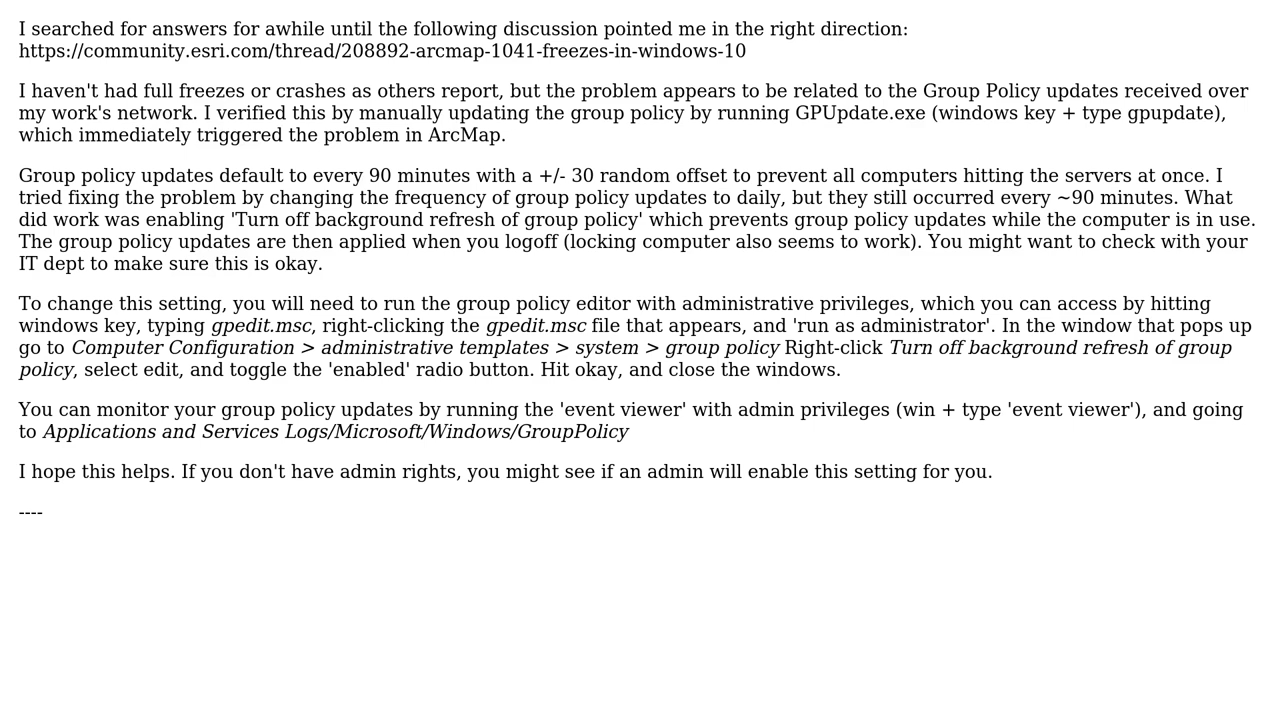 I searched for answers for awhile until the following discussion pointed me in the right direction:
https://community.esri.com/thread/208892-arcmap-1041-freezes-in-windows-10
I haven't had full freezes or crashes as others report, but the problem appears to be related to the Group Policy updates received over
my work's network. I verified this by manually updating the group policy by running GPUpdate.exe (windows key + type gpupdate),
which immediately triggered the problem in ArcMap.
Group policy updates default to every 90 minutes with a +/- 30 random offset to prevent all computers hitting the servers at once. I
tried fixing the problem by changing the frequency of group policy updates to daily, but they still occurred every ~90 minutes. What
did work was enabling 'Turn off background refresh of group policy' which prevents group policy updates while the computer is in use.
The group policy updates are then applied when you logoff (locking computer also seems to work). You might want to check with your
IT dept to make sure this is okay.
To change this setting, you will need to run the group policy editor with administrative privileges, which you can access by hitting
windows key, typing gpedit.msc, right-clicking the gpedit.msc file that appears, and 'run as administrator'. In the window that pops up
go to Computer Configuration > administrative templates > system > group policy Right-click Turn off background refresh of group
policy, select edit, and toggle the 'enabled' radio button. Hit okay, and close the windows.
You can monitor your group policy updates by running the 'event viewer' with admin privileges (win + type 'event viewer'), and going
to Applications and Services Logs/Microsoft/Windows/GroupPolicy
I hope this helps. If you don't have admin rights, you might see if an admin will enable this setting for you.
----